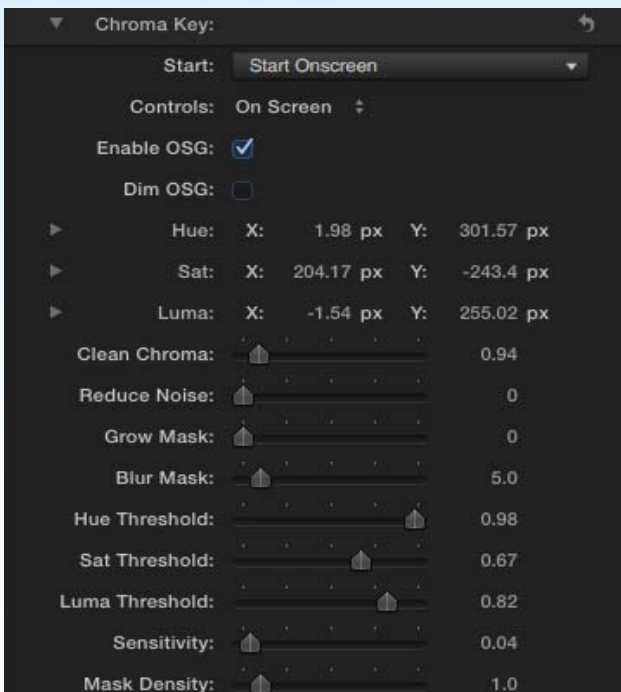 Chroma Key:
Start: Start Onscreen
Controls: On Screen
Enable OSG:
Dim OSG:
Hue: X: 1.98 px Y: 301.57 px
Sat: X: 204.17 px Y: -243.4 px
Luma: X: -1.54 px Y: 255.02 px
Clean Chroma: 0.94
Reduce Noise: 0
Grow Mask: 0
Blur Mask: 5.0
Hue Threshold: 0.98
Sat Threshold: 0.67
Luma Threshold: 0.82
Sensitivity: 0.04
Mask Density: 1.0